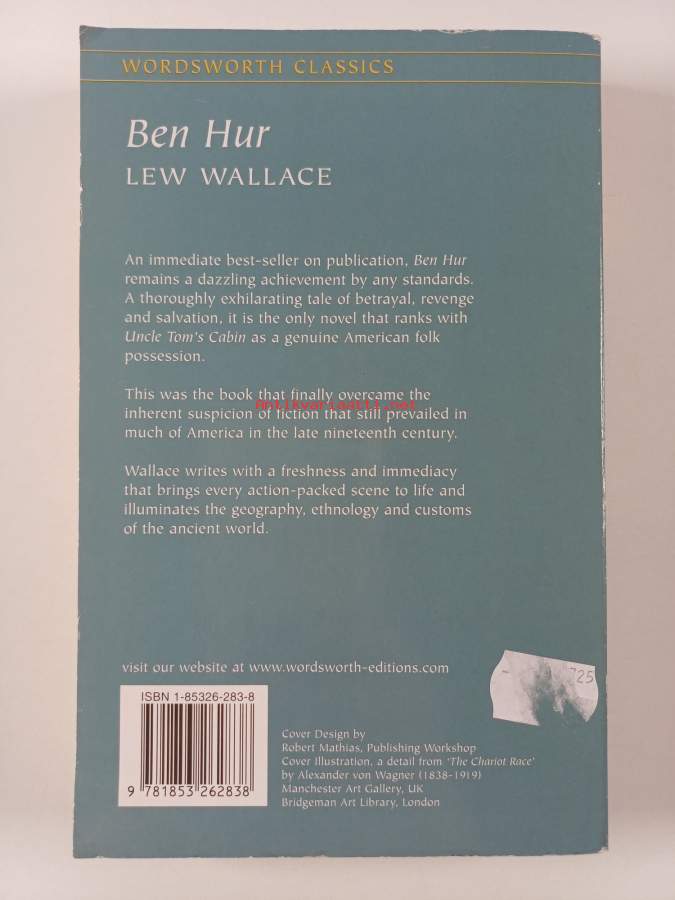 WORDSWORTH CLASSICS
Ben Hur
LEW WALLACE
An immediate best-seller on publication, Ben Hur
remains a dazzling achievement by any standards.
A thoroughly exhilarating tale of betrayal, revenge
and salvation, it is the only novel that ranks with
Uncle Tom's Cabin as a genuine American folk
possession.
This was the book that finally overcame the
Antikvariaatti.net
inherent suspicion of fiction that still prevailed in
much of America in the late nineteenth century.
Wallace writes with a freshness and immediacy
that brings every action-packed scene to life and
illuminates the geography, ethnology and customs
of the ancient world.
visit our website at www.wordsworth-editions.com
ISBN 1-85326-283-8
9 781853 262838
Cover Design by
Robert Mathias, Publishing Workshop
Cover Illustration, a detail from 'The Chariot Race'
by Alexander von Wagner (1838-1919)
Manchester Art Gallery, UK
Bridgeman Art Library, London